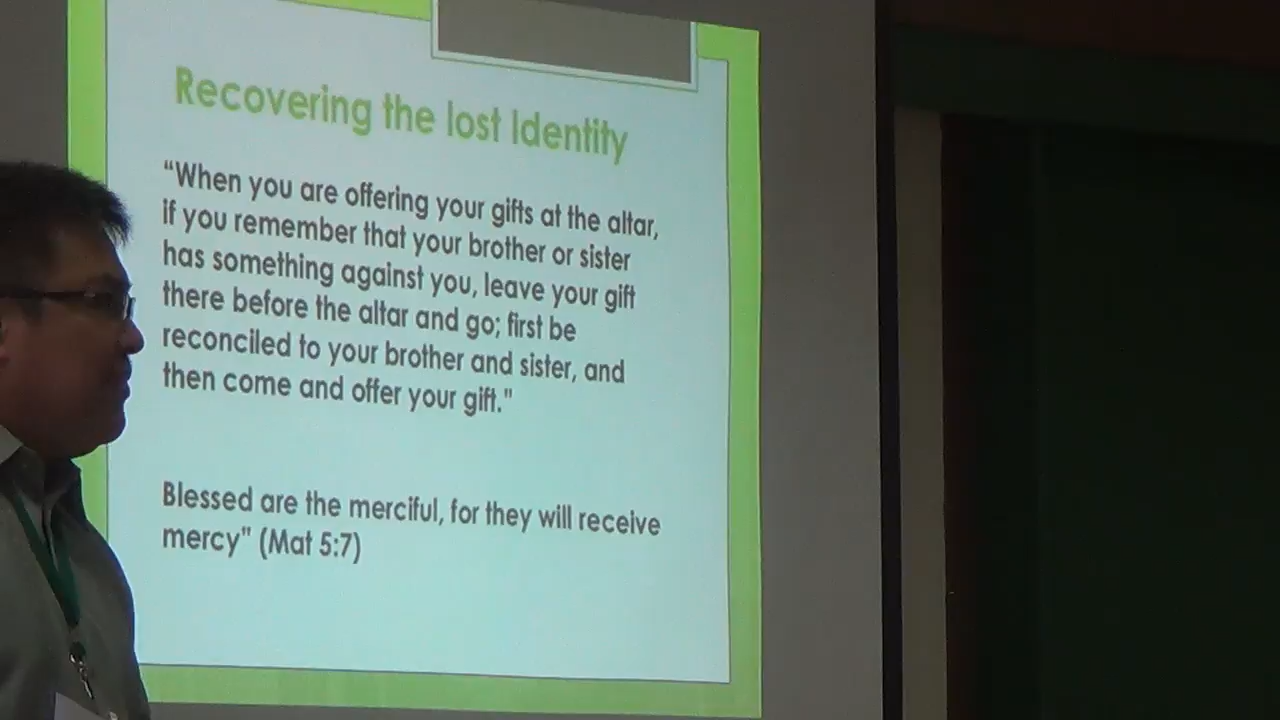 Recovering the lost Identity
“When you are offering your gifts at the altar,
if you remember that your brother or sister
has something against you, leave your gift
there before the altar and go; first be
reconciled to your brother and sister, and
then come and offer your gift."
Blessed are the merciful, for they will receive
mercy" (Mat 5:7)